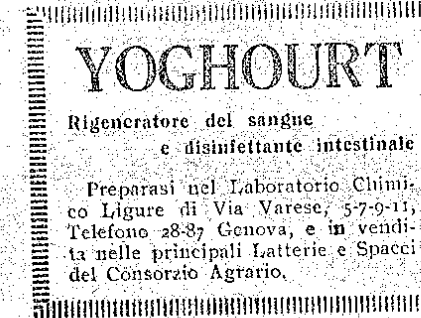 YOGHOURT
Rigeneratore del sangue
e disinfettante intestinale
Preparasi nel Laboratorio Chimi-
co Ligure di Via Varese, 5-7-9-11,
Telefono 28-87 Genova, e in vendi-
ta nelle principali Latterie e Spacci
del Consorzio Agrario.